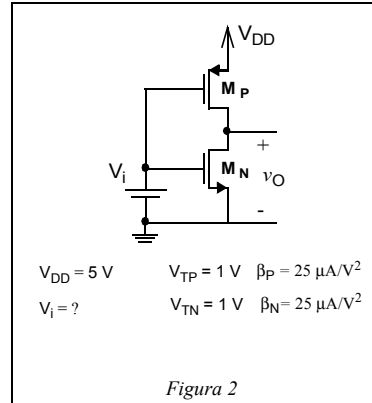 V_DD
M_P
M_N
+
V_i
v_O
-
V_DD = 5 V V_TP = 1 V β_P = 25 μA/V²
V_i = ? V_TN = 1 V β_N= 25 μA/V²
Figura 2